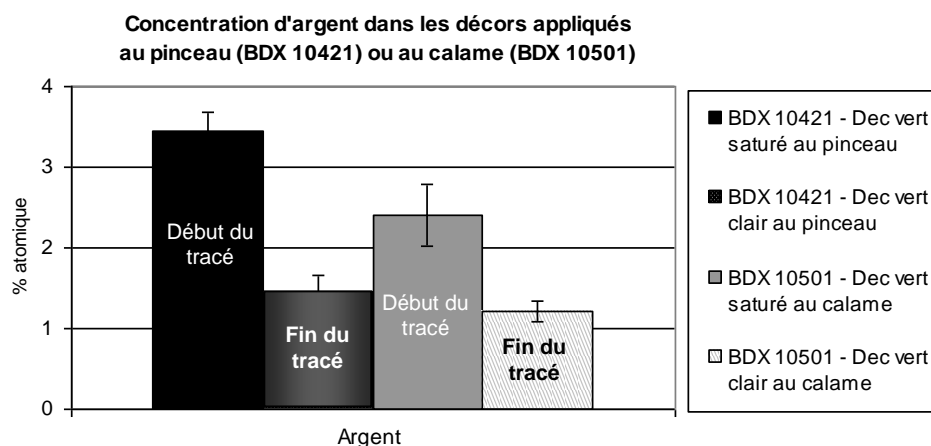 Concentration d'argent dans les décors appliqués
au pinceau (BDX 10421) ou au calame (BDX 10501)
% atomique
4
3
2
1
0
Début du
tracé
Fin du
tracé
Début du
tracé
Fin du
tracé
Argent
BDX 10421 - Dec vert
saturé au pinceau
BDX 10421 - Dec vert
clair au pinceau
BDX 10501 - Dec vert
saturé au calame
BDX 10501 - Dec vert
clair au calame